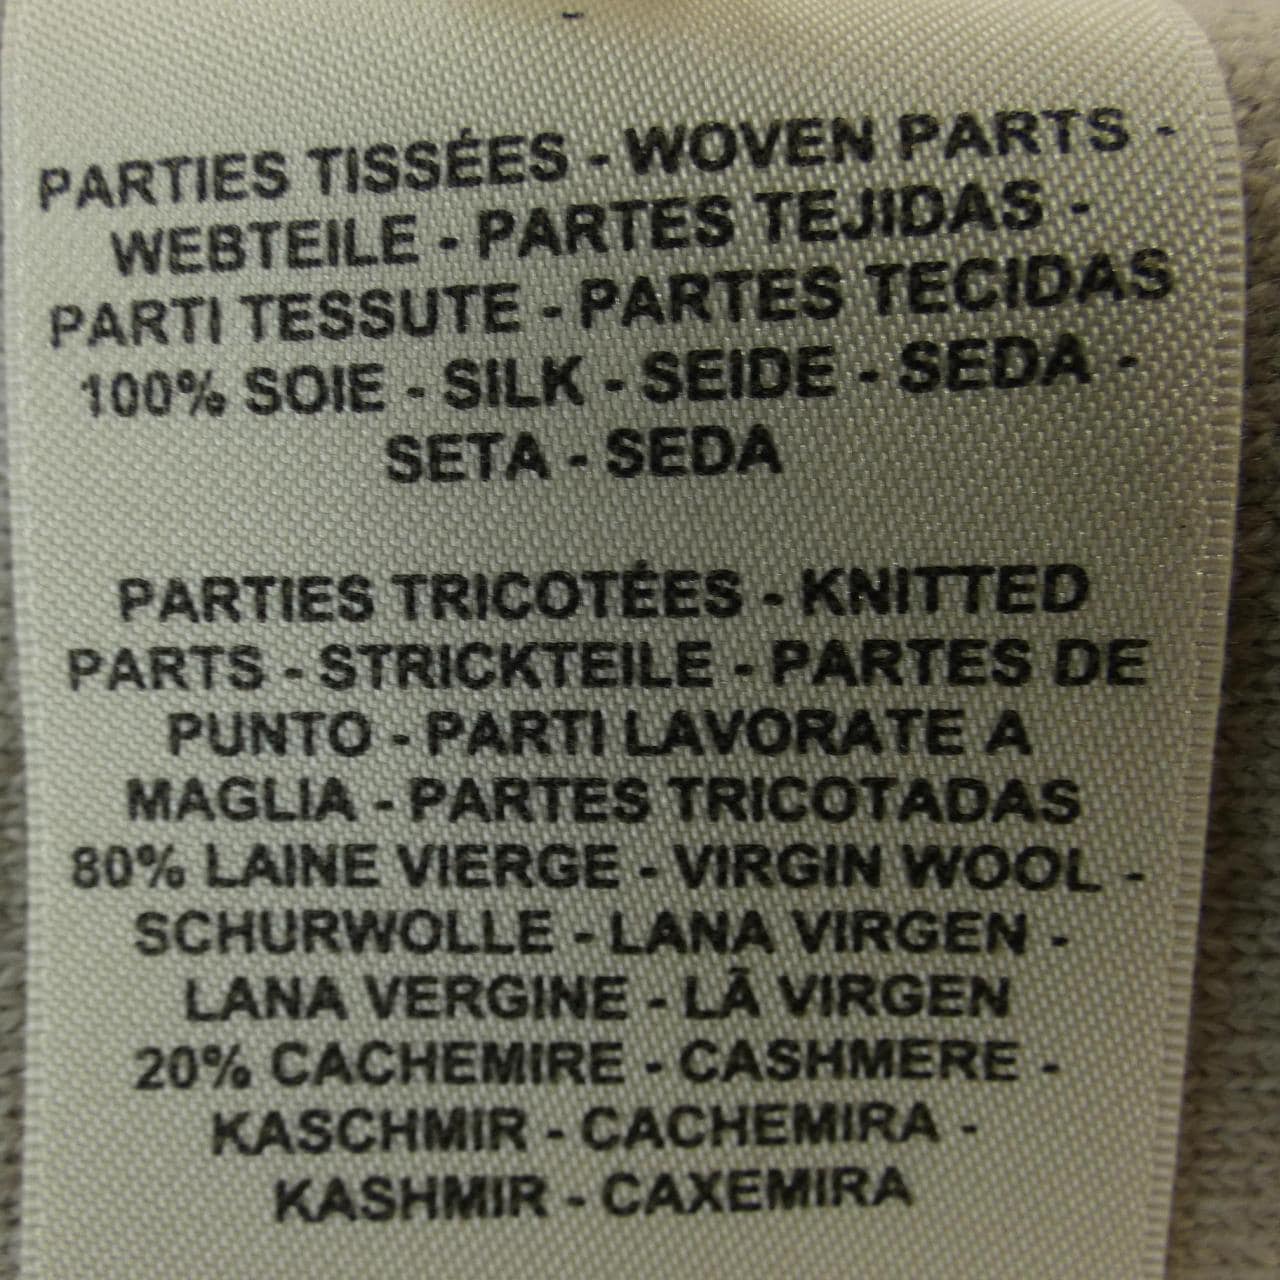 PARTIES TISSÉES - WOVEN PARTS -
WEBTEILE - PARTES TEJIDAS -
PARTI TESSUTE - PARTES TECIDAS
100% SOIE - SILK - SEIDE - SEDA -
SETA - SEDA
PARTIES TRICOTÉES - KNITTED
PARTS - STRICKTEILE - PARTES DE
PUNTO - PARTI LAVORATE A
MAGLIA - PARTES TRICOTADAS
80% LAINE VIERGE - VIRGIN WOOL -
SCHURWOLLE - LANA VIRGEN -
LANA VERGINE - LÃ VIRGEN
20% CACHEMIRE - CASHMERE -
KASCHMIR - CACHEMIRA -
KASHMIR - CAXEMIRA